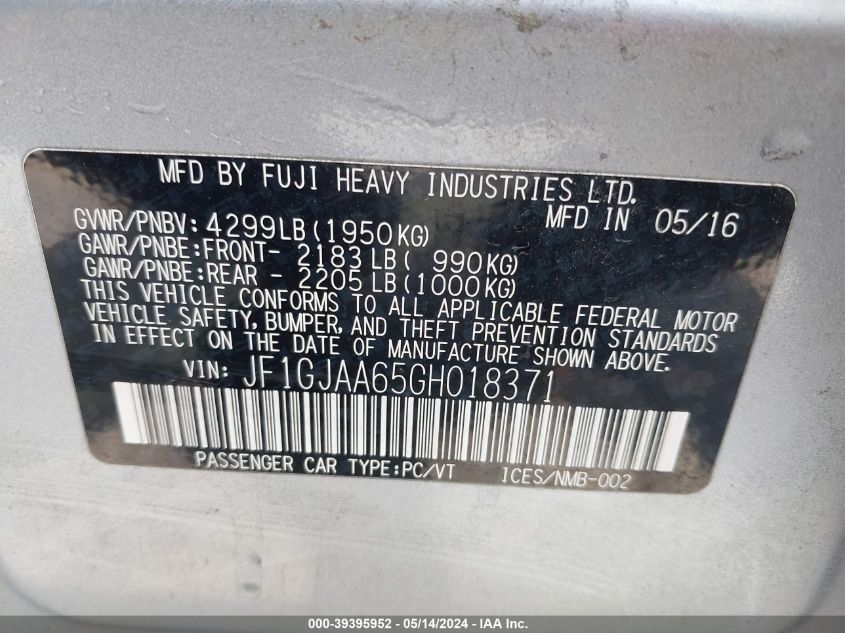 MFD BY FUJI HEAVY INDUSTRIES LTD.
MFD IN 05/16
GVWR/PNBV: 4299LB(1950KG)
GAWR/PNBE:FRONT- 2183LB( 990KG)
GAWR/PNBE:REAR - 2205LB(1000KG)
THIS VEHICLE CONFORMS TO ALL APPLICABLE FEDERAL MOTOR
VEHICLE SAFETY, BUMPER, AND THEFT PREVENTION STANDARDS
IN EFFECT ON THE DATE OF MANUFACTURE SHOWN ABOVE.
VIN: JF1GJAA65GH018371
PASSENGER CAR TYPE:PC/VT ICES/NMB-002
000-39395952 - 05/14/2024 - IAA Inc.